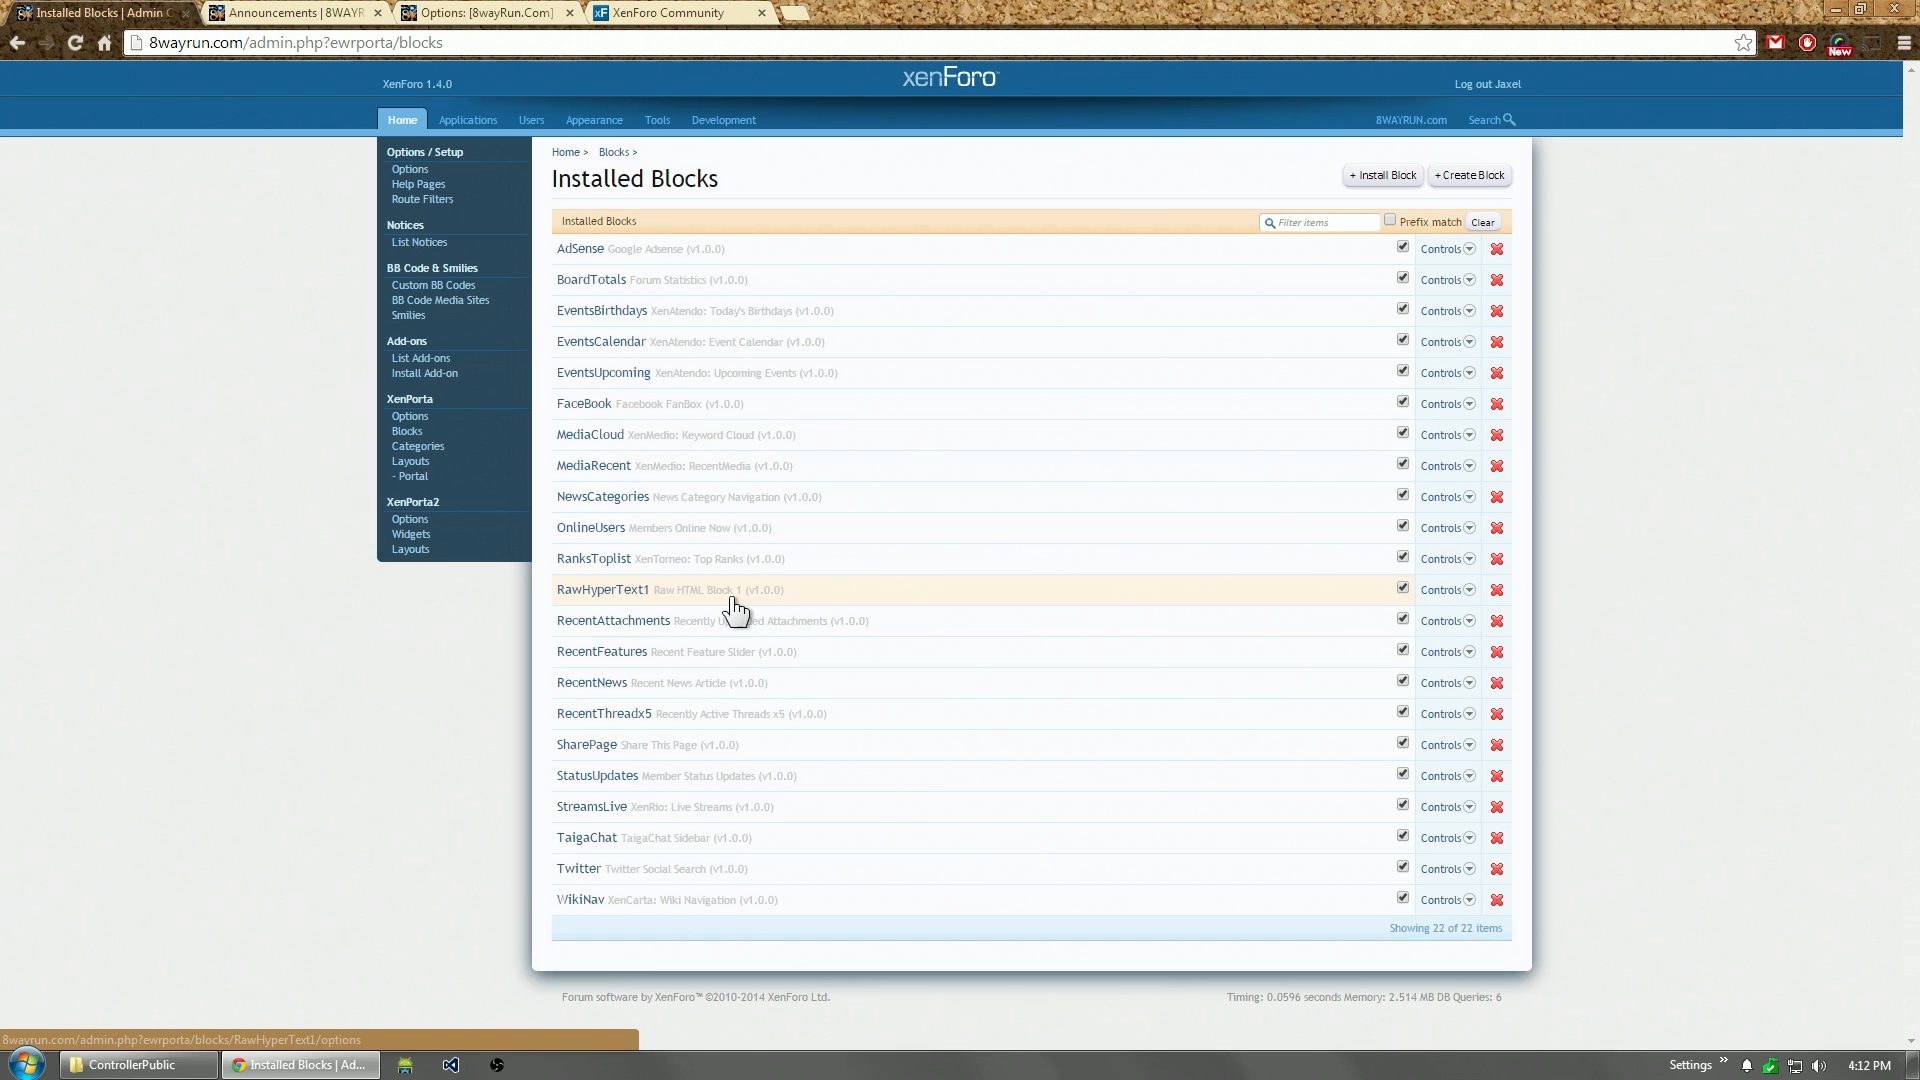 Installed Blocks | Admin C
Announcements | 8WAYR
Options: [8wayRun.Com]
XenForo Community
8wayrun.com/admin.php?ewrporta/blocks
New
XenForo 1.4.0
xenForo
Log out Jaxel
Home
Applications
Users
Appearance
Tools
Development
8WAYRUN.com
Search
Options / Setup
Options
Help Pages
Route Filters
Notices
List Notices
BB Code & Smilies
Custom BB Codes
BB Code Media Sites
Smilies
Add-ons
List Add-ons
Install Add-on
XenPorta
Options
Blocks
Categories
Layouts
- Portal
XenPorta2
Options
Widgets
Layouts
Home > Blocks >
Installed Blocks
+ Install Block
+ Create Block
Installed Blocks
Filter items
Prefix match
Clear
AdSense Google Adsense (v1.0.0) Controls
BoardTotals Forum Statistics (v1.0.0) Controls
EventsBirthdays XenAtendo: Today's Birthdays (v1.0.0) Controls
EventsCalendar XenAtendo: Event Calendar (v1.0.0) Controls
EventsUpcoming XenAtendo: Upcoming Events (v1.0.0) Controls
FaceBook Facebook FanBox (v1.0.0) Controls
MediaCloud XenMedio: Keyword Cloud (v1.0.0) Controls
MediaRecent XenMedio: RecentMedia (v1.0.0) Controls
NewsCategories News Category Navigation (v1.0.0) Controls
OnlineUsers Members Online Now (v1.0.0) Controls
RanksToplist XenTorneo: Top Ranks (v1.0.0) Controls
RawHyperText1 Raw HTML Block 1 (v1.0.0) Controls
RecentAttachments Recently Attachments (v1.0.0) Controls
RecentFeatures Recent Feature Slider (v1.0.0) Controls
RecentNews Recent News Article (v1.0.0) Controls
RecentThreadx5 Recently Active Threads x5 (v1.0.0) Controls
SharePage Share This Page (v1.0.0) Controls
StatusUpdates Member Status Updates (v1.0.0) Controls
StreamsLive XenRio: Live Streams (v1.0.0) Controls
TaigaChat TaigaChat Sidebar (v1.0.0) Controls
Twitter Twitter Social Search (v1.0.0) Controls
WikiNav XenCarta: Wiki Navigation (v1.0.0) Controls
Showing 22 of 22 items
Forum software by XenForo™ ©2010-2014 XenForo Ltd.
Timing: 0.0596 seconds Memory: 2.514 MB DB Queries: 6
8wayrun.com/admin.php?ewrporta/blocks/RawHyperText1/options
ControllerPublic
Installed Blocks | Ad...
Settings
4:12 PM